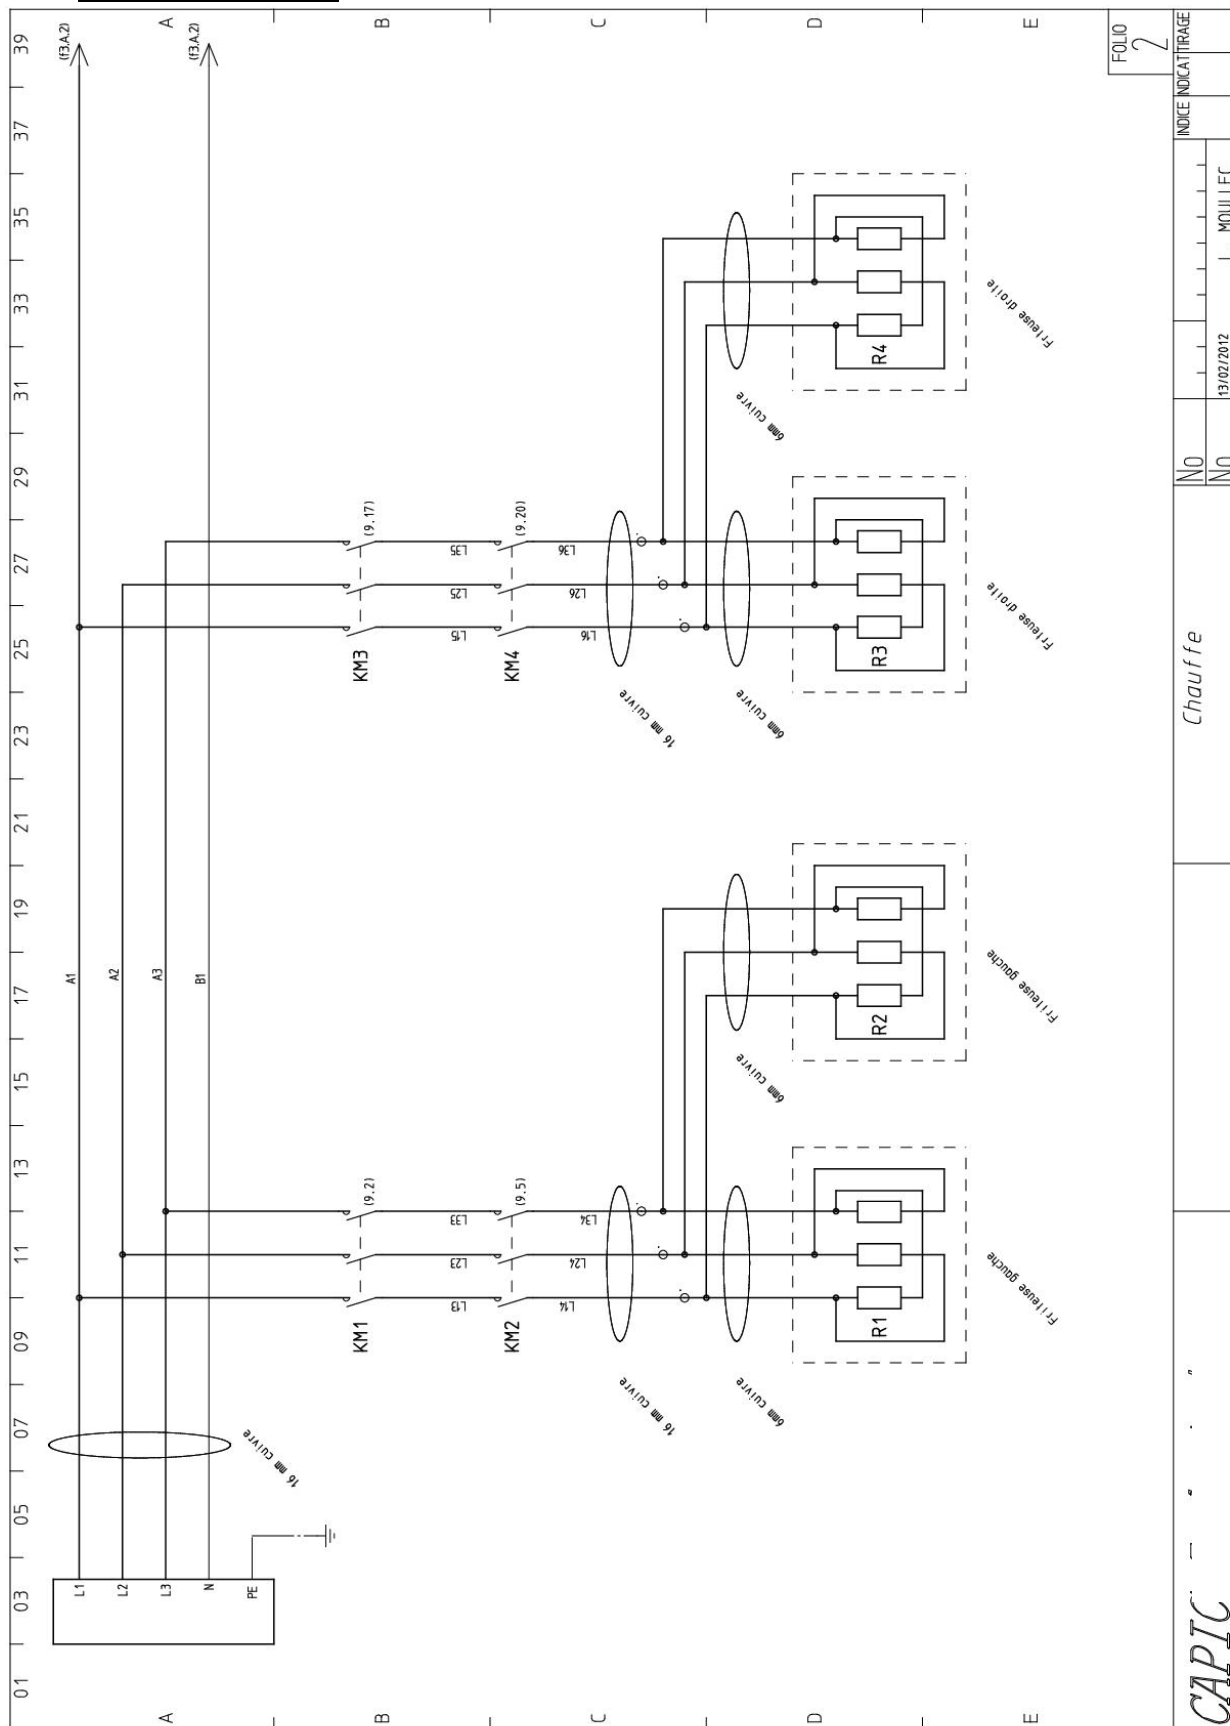 01 03 05 07 09 11 13 15 17 19 21 23 25 27 29 31 33 35 37 39
A
B
C
D
E
A
B
C
D
E
L1
L2
L3
N
PE
16 mm cuivre
A1
A2
A3
B1
(f3.A.2)
(f3.A.2)
KM1
(9.2)
L13
L23
L33
KM2
(9.5)
L14
L24
L34
16 mm cuivre
6mm cuivre
6mm cuivre
R1
R2
Friteuse gauche
Friteuse gauche
KM3
(9.17)
L15
L25
L35
KM4
(9.20)
L16
L26
L36
16 mm cuivre
6mm cuivre
6mm cuivre
R3
R4
Friteuse droite
Friteuse droite
FOLIO
2
CAPIC
Chauffe
NO
NO
13/02/2012
MOULLEC
INDICE
INDICAT
TIRAGE